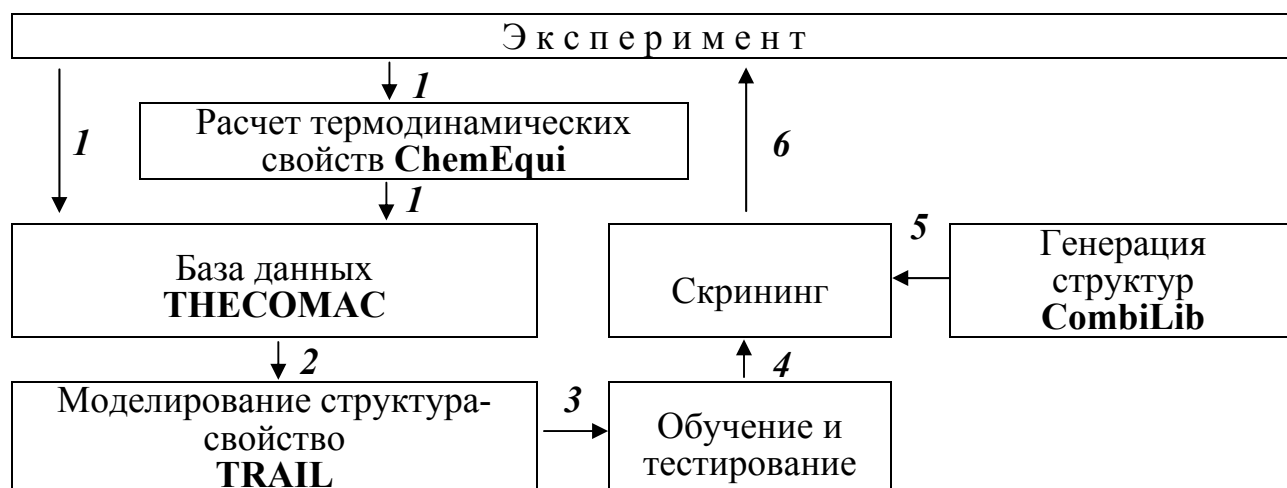 Э к с п е р и м е н т
1
Расчет термодинамических
свойств ChemEqui
1
6
1
База данных
THECOMAC
Скрининг
5
Генерация
структур
CombiLib
2
4
Моделирование структура-
свойство
TRAIL
3
Обучение и
тестирование